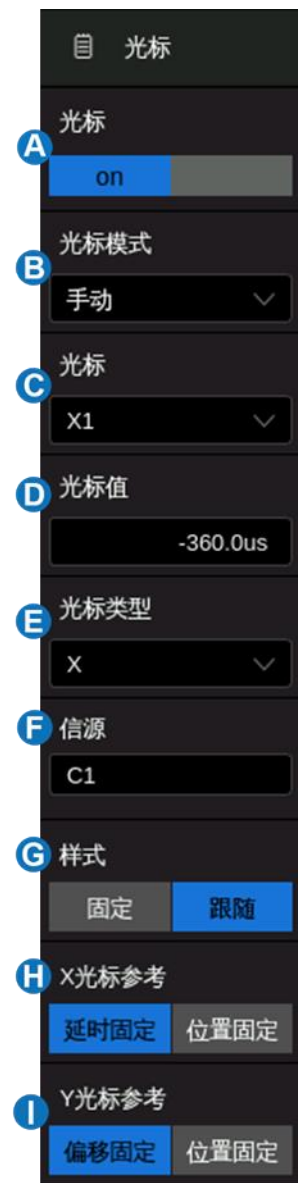 光标
A
光标
on
B
光标模式
手动
C
光标
X1
D
光标值
-360.0us
E
光标类型
X
F
信源
C1
G
样式
固定 跟随
H
X光标参考
延时固定 位置固定
I
Y光标参考
偏移固定 位置固定